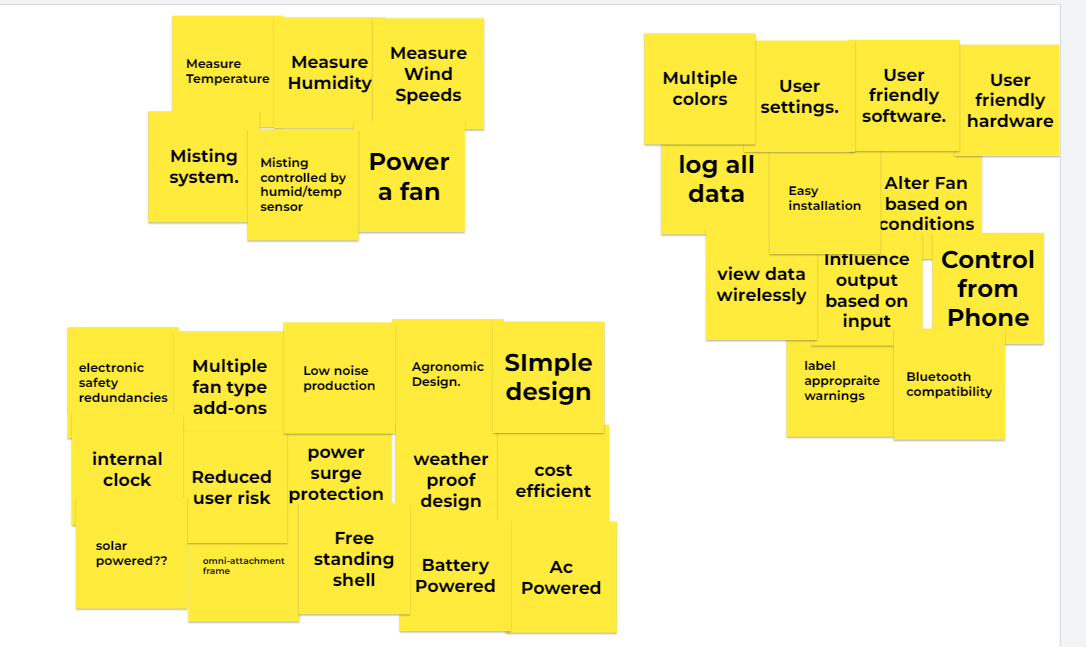 Measure
Temperature
Measure
Humidity
Measure
Wind
Speeds
Misting
system.
Misting
controlled by
humid/temp
sensor
Power
a fan
Multiple
colors
User
settings.
User
friendly
software.
User
friendly
hardware
log all
data
Easy
installation
Alter Fan
based on
conditions
view data
wirelessly
Influence
output
based on
input
Control
from
Phone
label
appropraite
warnings
Bluetooth
compatibility
electronic
safety
redundancies
Multiple
fan type
add-ons
Low noise
production
Agronomic
Design.
SImple
design
internal
clock
Reduced
user risk
power
surge
protection
weather
proof
design
cost
efficient
solar
powered??
omni-attachment
frame
Free
standing
shell
Battery
Powered
Ac
Powered